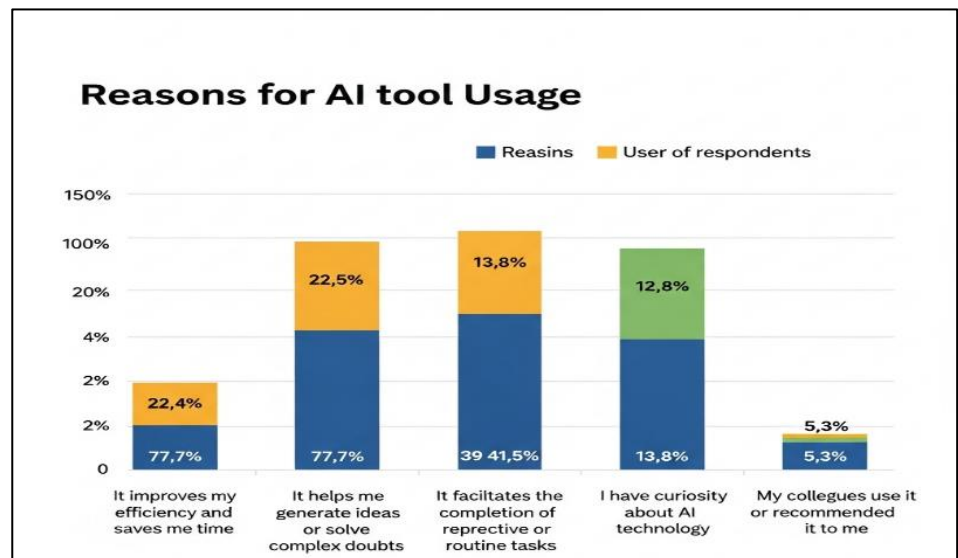 Reasons for AI tool Usage
Reasins User of respondents
150%
100%
20%
4%
2%
2%
0
22,4%
77,7%
22,5%
77,7%
13,8%
39 41,5%
12,8%
13,8%
5,3%
5,3%
It improves my
efficiency and
saves me time
It helps me
generate ideas
or solve
complex doubts
It faciltates the
completion of
reprective or
routine tasks
I have curiosity
about AI
technology
My collegues use it
or recommended
it to me